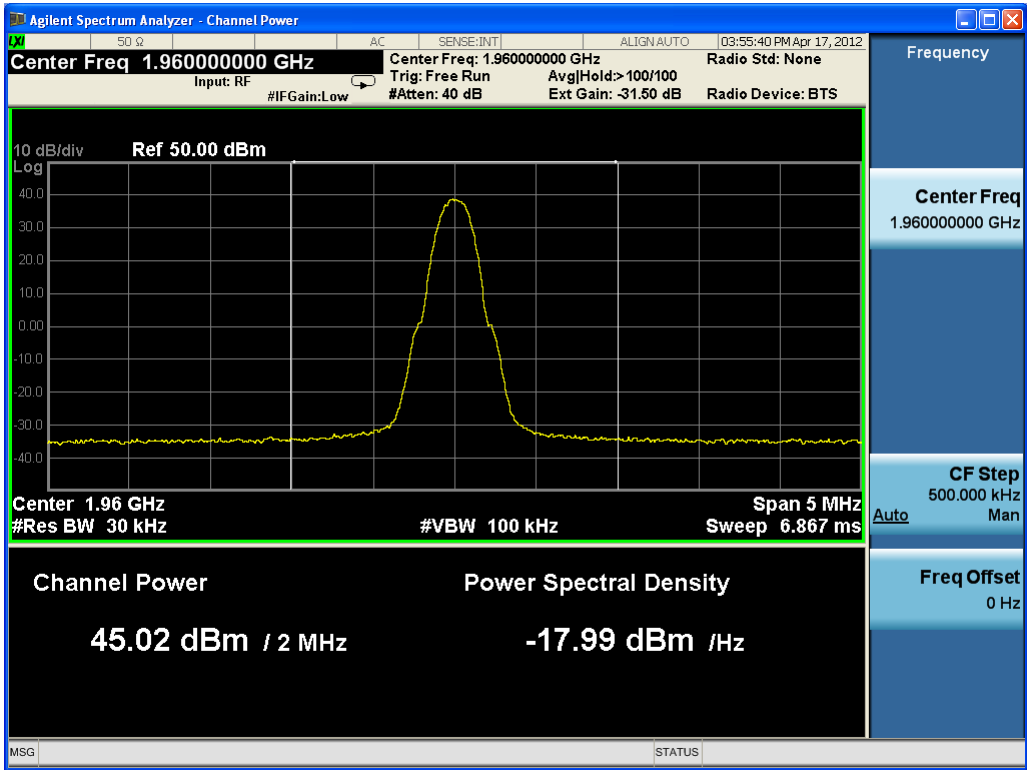 Agilent Spectrum Analyzer - Channel Power
LXI 50 Ω AC SENSE:INT ALIGN AUTO 03:55:40 PM Apr 17, 2012
Center Freq 1.960000000 GHz
Input: RF
#IFGain:Low
Center Freq: 1.960000000 GHz
Trig: Free Run Avg|Hold:>100/100
#Atten: 40 dB Ext Gain: -31.50 dB
Radio Std: None
Radio Device: BTS
10 dB/div Ref 50.00 dBm
Log
40.0
30.0
20.0
10.0
0.00
-10.0
-20.0
-30.0
-40.0
Center 1.96 GHz Span 5 MHz
#Res BW 30 kHz #VBW 100 kHz Sweep 6.867 ms
Channel Power Power Spectral Density
45.02 dBm / 2 MHz -17.99 dBm /Hz
MSG STATUS
Frequency
Center Freq
1.960000000 GHz
CF Step
500.000 kHz
Auto Man
Freq Offset
0 Hz